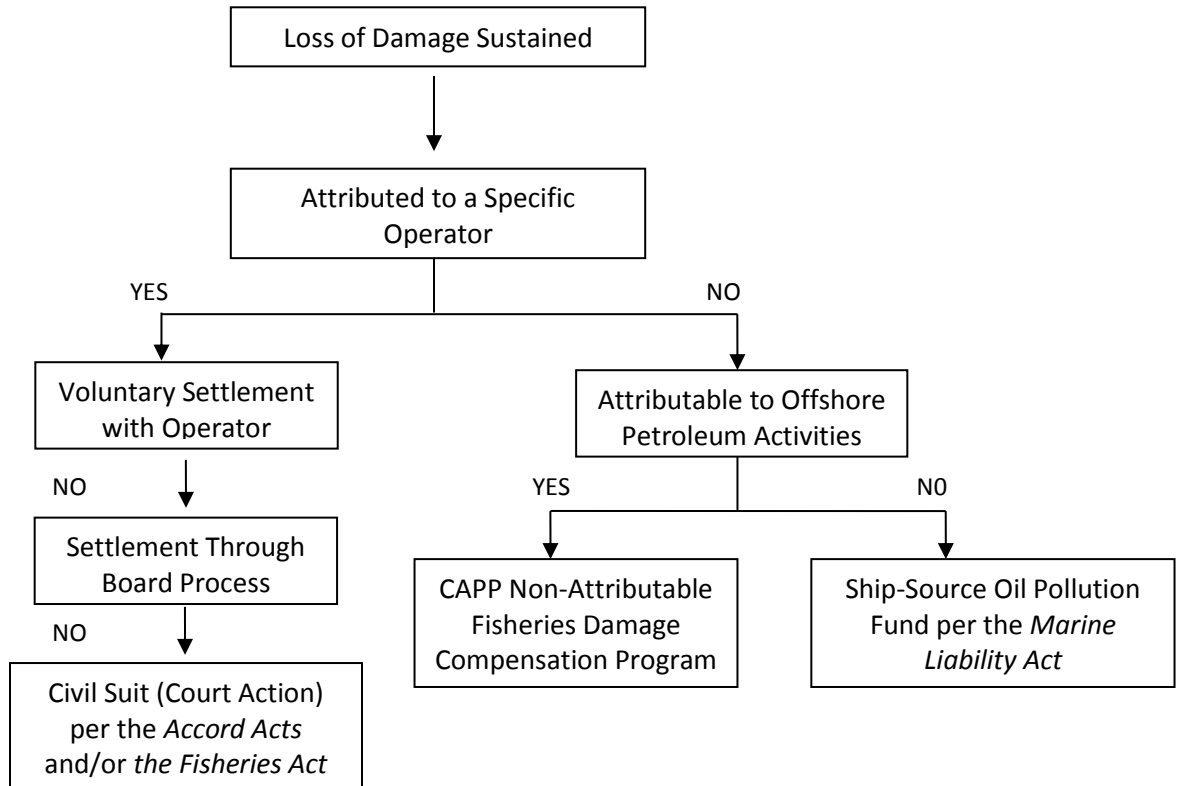 Loss of Damage Sustained
Attributed to a Specific
Operator
YES
NO
Voluntary Settlement
with Operator
Attributable to Offshore
Petroleum Activities
NO
YES
N0
Settlement Through
Board Process
CAPP Non-Attributable
Fisheries Damage
Compensation Program
Ship-Source Oil Pollution
Fund per the Marine
Liability Act
NO
Civil Suit (Court Action)
per the Accord Acts
and/or the Fisheries Act